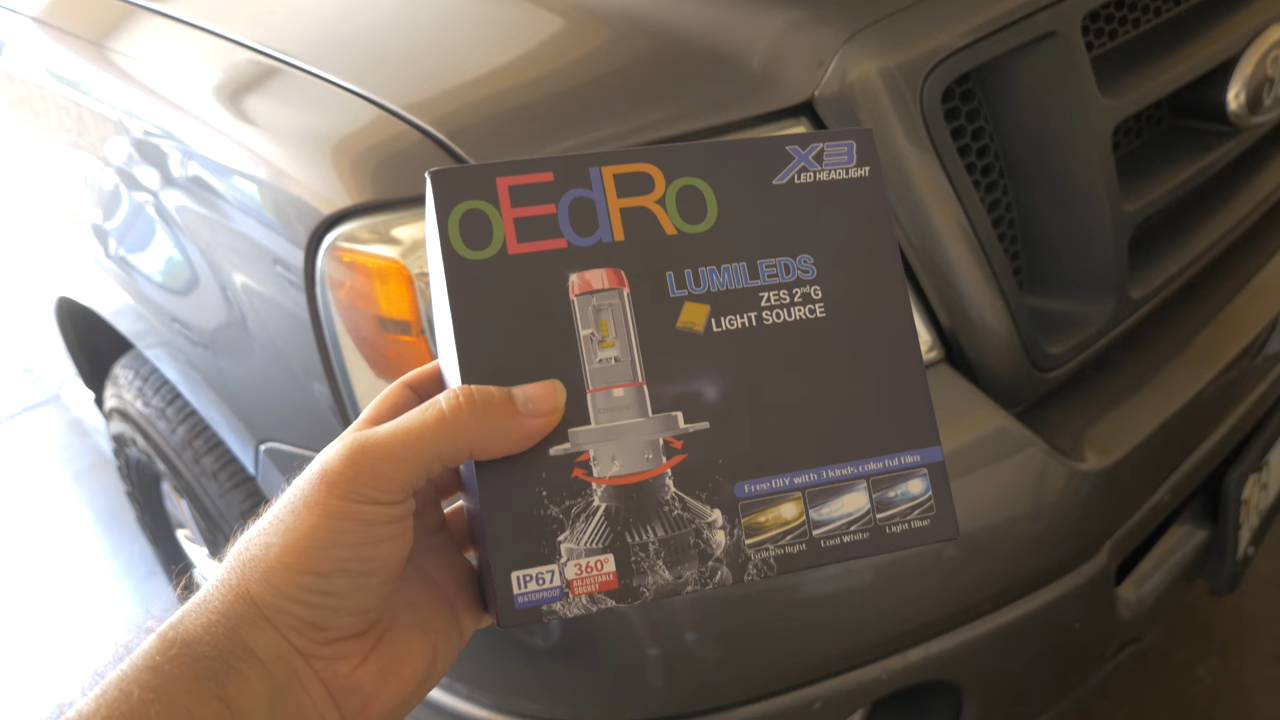 oEdRo
X3
LED HEADLIGHT
LUMILEDS
ZES 2ndG
LIGHT SOURCE
Free DIY with 3 kinds colorful film
Golden light
Cool White
Light Blue
IP67
WATERPROOF
360°
ADJUSTABLE
SOCKET